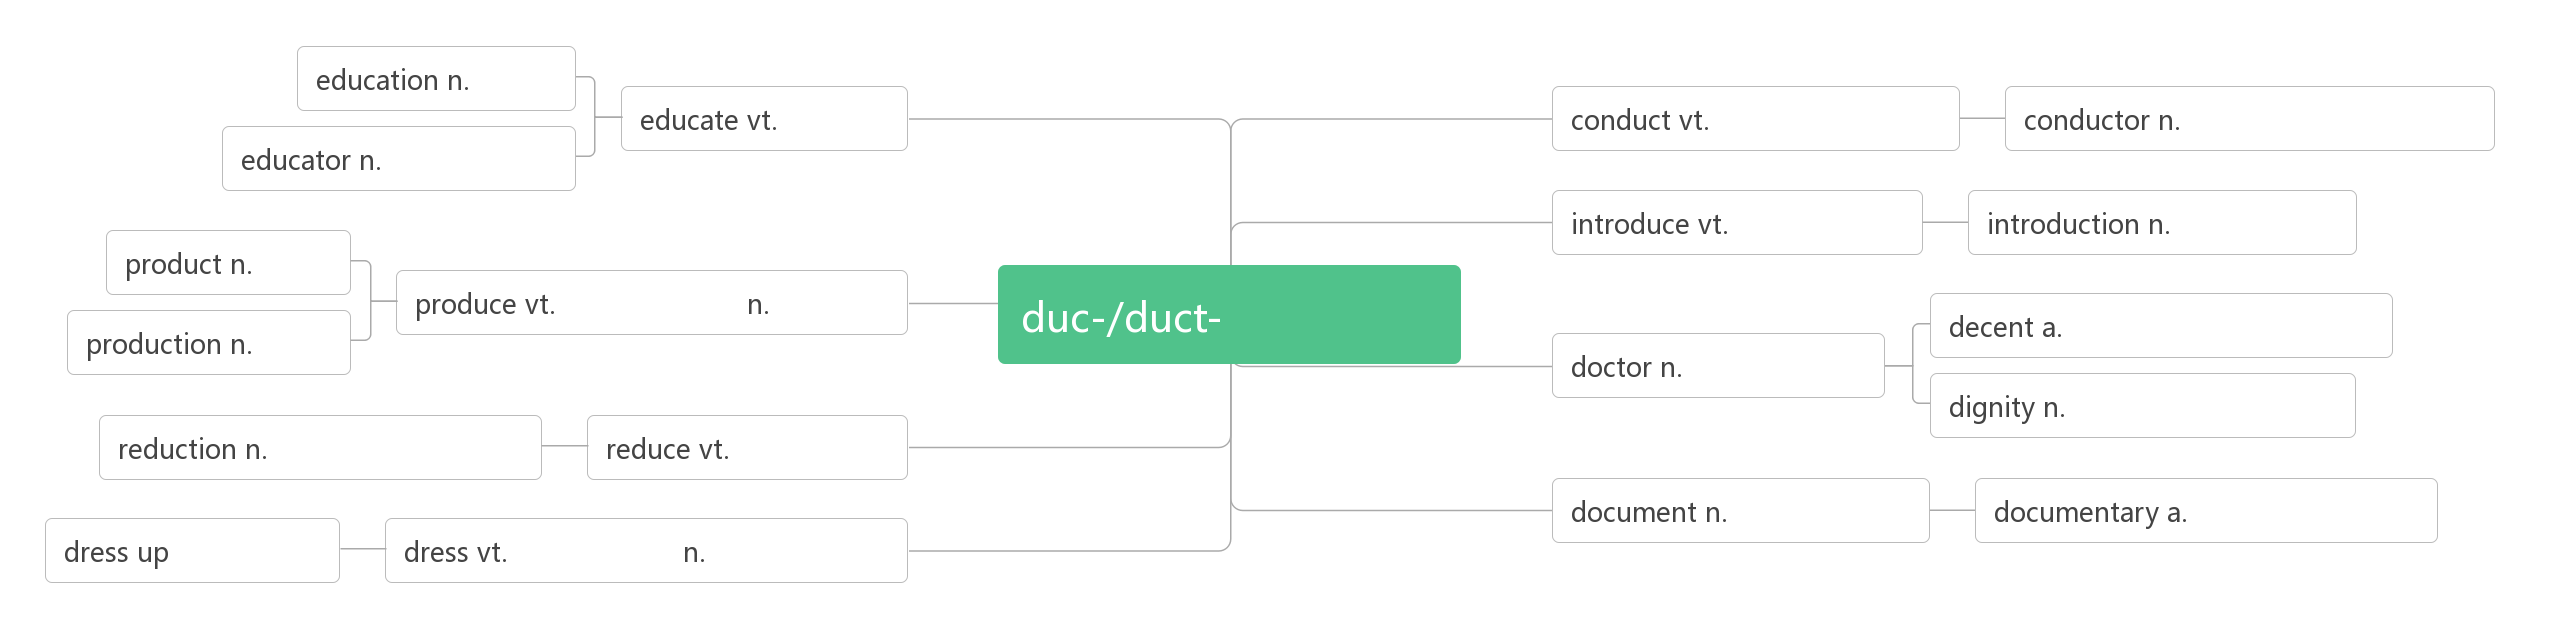 duc-/duct-
conduct vt.
conductor n.
introduce vt.
introduction n.
doctor n.
decent a.
dignity n.
document n.
documentary a.
educate vt.
education n.
educator n.
produce vt. n.
product n.
production n.
reduce vt.
reduction n.
dress vt. n.
dress up